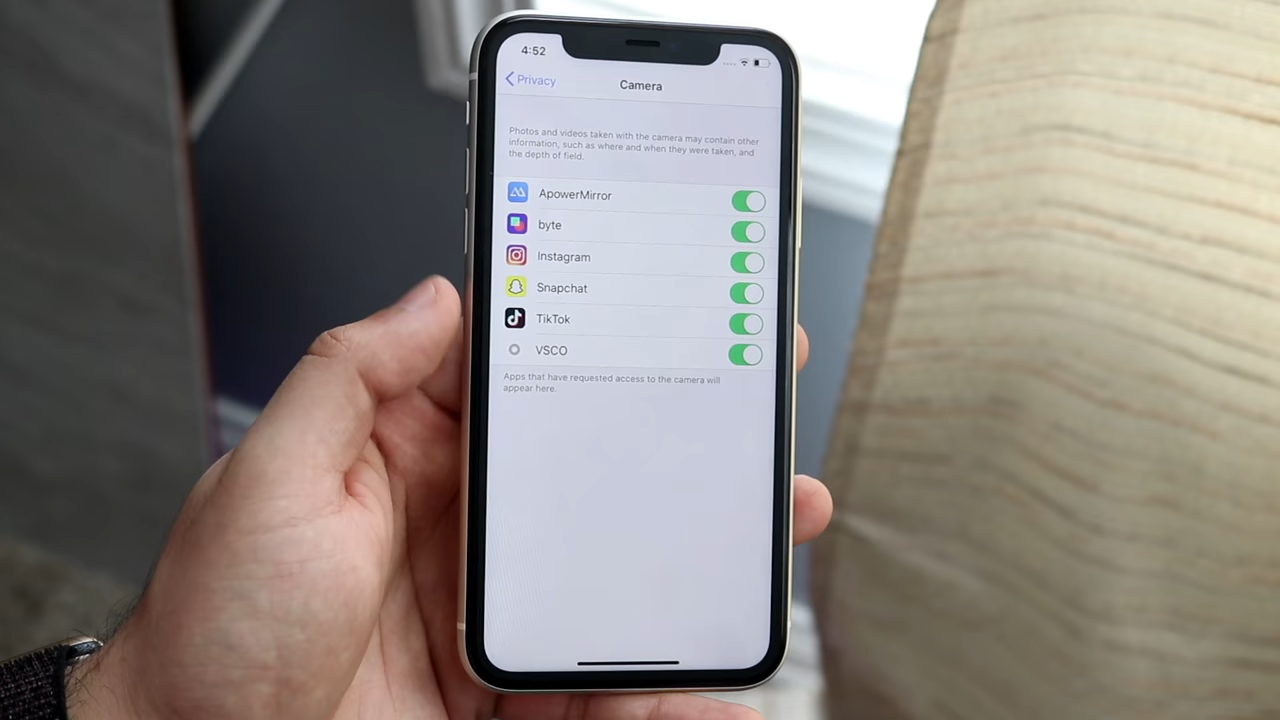 4:52
Privacy
Camera
Photos and videos taken with the camera may contain other
information, such as where and when they were taken, and
the depth of field.
ApowerMirror
byte
Instagram
Snapchat
TikTok
VSCO
Apps that have requested access to the camera will
appear here.